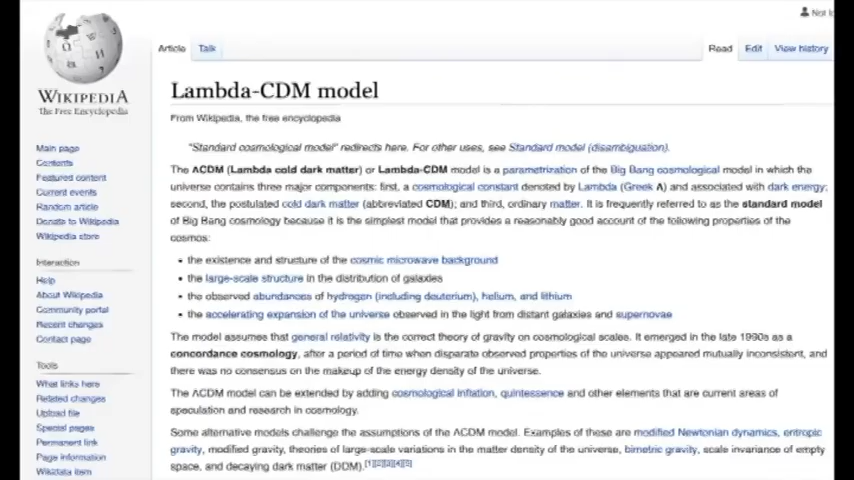 Not lo
Article Talk Read Edit View history
WIKIPEDIA
The Free Encyclopedia
Main page
Contents
Featured content
Current events
Random article
Donate to Wikipedia
Wikipedia store
Interaction
Help
About Wikipedia
Community portal
Recent changes
Contact page
Tools
What links here
Related changes
Upload file
Special pages
Permanent link
Page information
Wikidata item
Lambda-CDM model
From Wikipedia, the free encyclopedia
"Standard cosmological model" redirects here. For other uses, see Standard model (disambiguation).
The ΛCDM (Lambda cold dark matter) or Lambda-CDM model is a parametrization of the Big Bang cosmological model in which the
universe contains three major components: first, a cosmological constant denoted by Lambda (Greek Λ) and associated with dark energy;
second, the postulated cold dark matter (abbreviated CDM); and third, ordinary matter. It is frequently referred to as the standard model
of Big Bang cosmology because it is the simplest model that provides a reasonably good account of the following properties of the
cosmos:
• the existence and structure of the cosmic microwave background
• the large-scale structure in the distribution of galaxies
• the observed abundances of hydrogen (including deuterium), helium, and lithium
• the accelerating expansion of the universe observed in the light from distant galaxies and supernovae
The model assumes that general relativity is the correct theory of gravity on cosmological scales. It emerged in the late 1990s as a
concordance cosmology, after a period of time when disparate observed properties of the universe appeared mutually inconsistent, and
there was no consensus on the makeup of the energy density of the universe.
The ΛCDM model can be extended by adding cosmological inflation, quintessence and other elements that are current areas of
speculation and research in cosmology.
Some alternative models challenge the assumptions of the ΛCDM model. Examples of these are modified Newtonian dynamics, entropic
gravity, modified gravity, theories of large-scale variations in the matter density of the universe, bimetric gravity, scale invariance of empty
space, and decaying dark matter (DDM).[1][2][3][4][5]